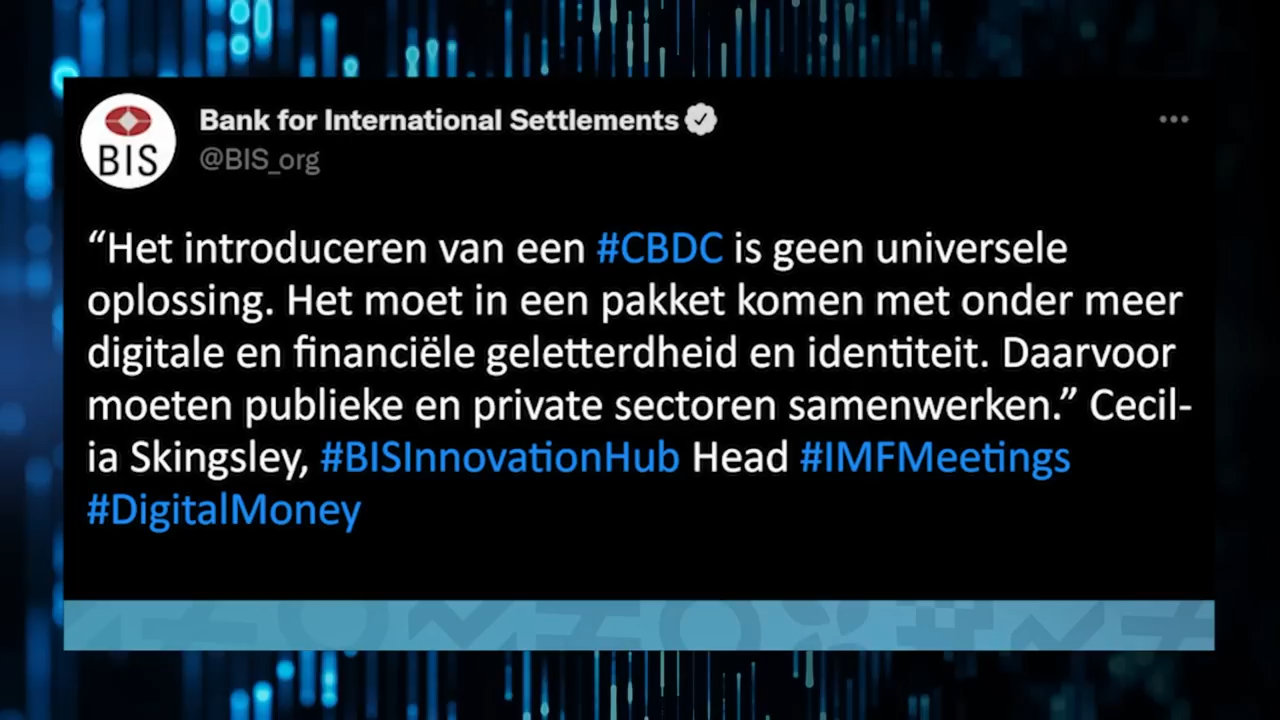 BIS
Bank for International Settlements
@BIS_org
“Het introduceren van een #CBDC is geen universele
oplossing. Het moet in een pakket komen met onder meer
digitale en financiële geletterdheid en identiteit. Daarvoor
moeten publieke en private sectoren samenwerken.” Cecil-
ia Skingsley, #BISInnovationHub Head #IMFMeetings
#DigitalMoney